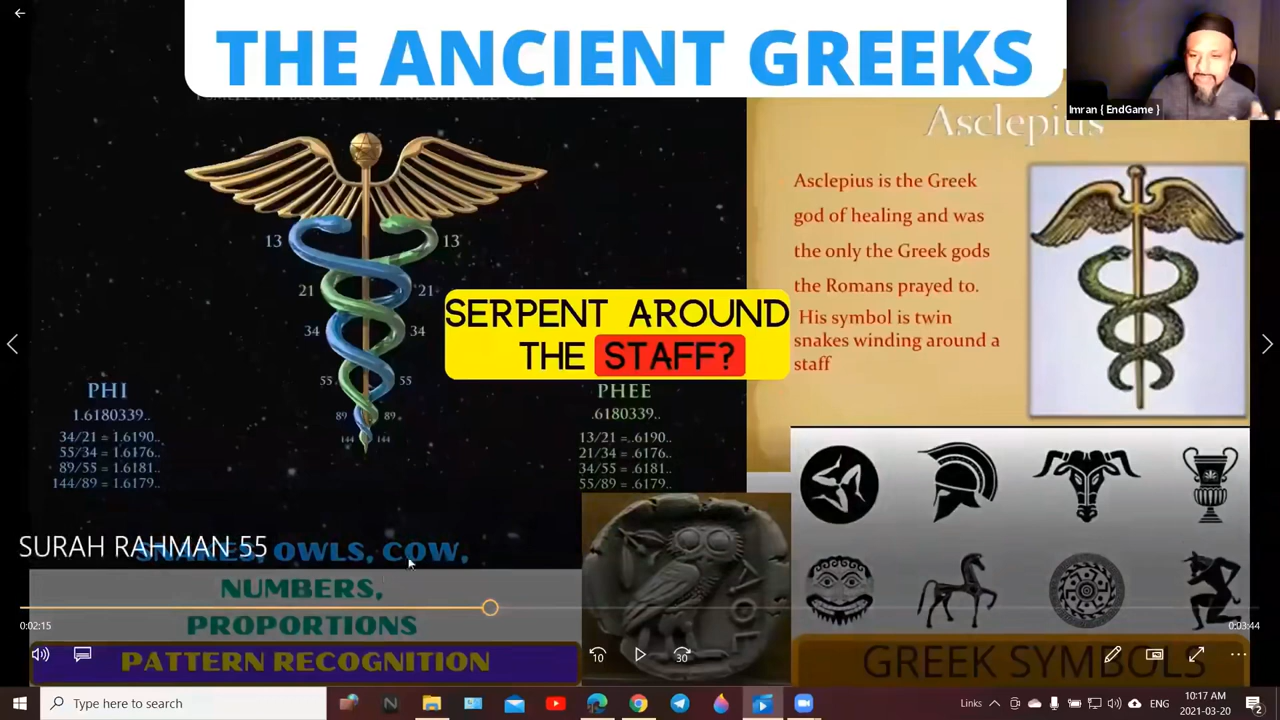 THE ANCIENT GREEKS
Imran { EndGame }
Asclepius
Asclepius is the Greek
god of healing and was
the only the Greek gods
the Romans prayed to.
His symbol is twin
snakes winding around a
staff
13
13
21
21
34
34
55
55
89
89
144
144
SERPENT AROUND
THE STAFF?
PHI
1.6180339..
34/21 = 1.6190..
55/34 = 1.6176..
89/55 = 1.6181..
144/89 = 1.6179..
PHEE
.6180339..
13/21 =..6190..
21/34 = .6176..
34/55 = .6181..
55/89 = .6179..
SURAH RAHMAN 55
SNAKES, OWLS, COW,
NUMBERS,
PROPORTIONS
PATTERN RECOGNITION
GREEK SYMBOLS
0:02:15
0:03:44
10
30
Type here to search
Links
ENG
10:17 AM
2021-03-20
2